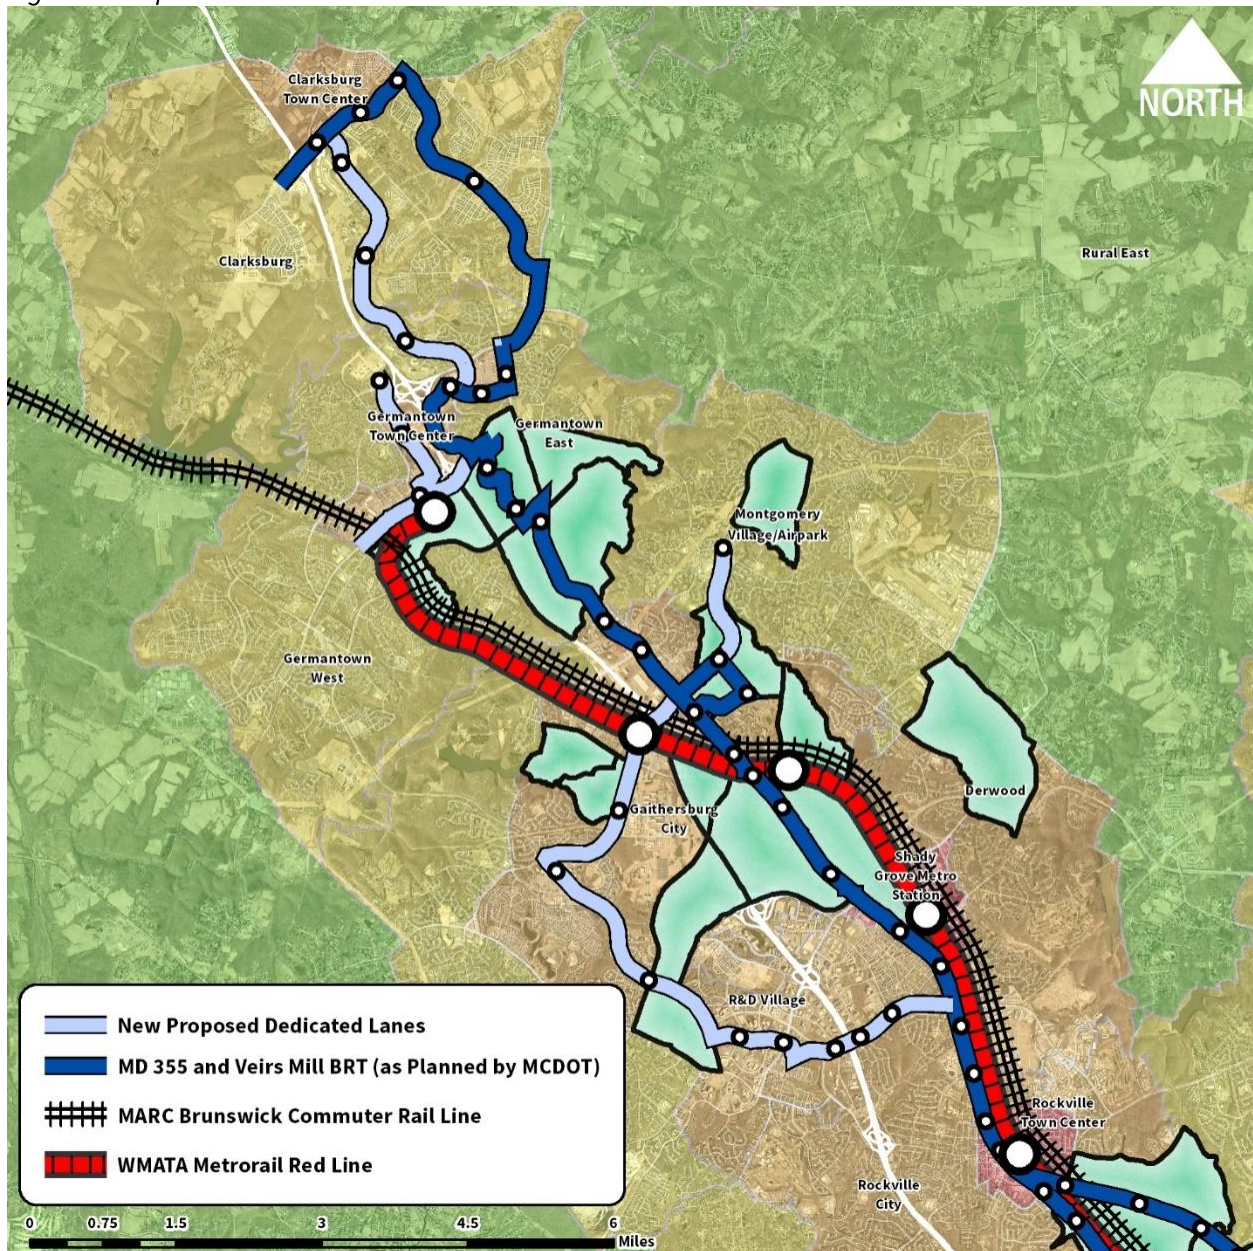 NORTH
Clarksburg
Town Center
Clarksburg
Rural East
Germantown
Town Center
Germantown
East
Montgomery
Village/Airpark
Germantown
West
Derwood
Gaithersburg
City
Shady
Grove Metro
Station
R&D Village
Rockville
Town Center
Rockville
City
New Proposed Dedicated Lanes
MD 355 and Veirs Mill BRT (as Planned by MCDOT)
MARC Brunswick Commuter Rail Line
WMATA Metrorail Red Line
0 0.75 1.5 3 4.5 6
Miles